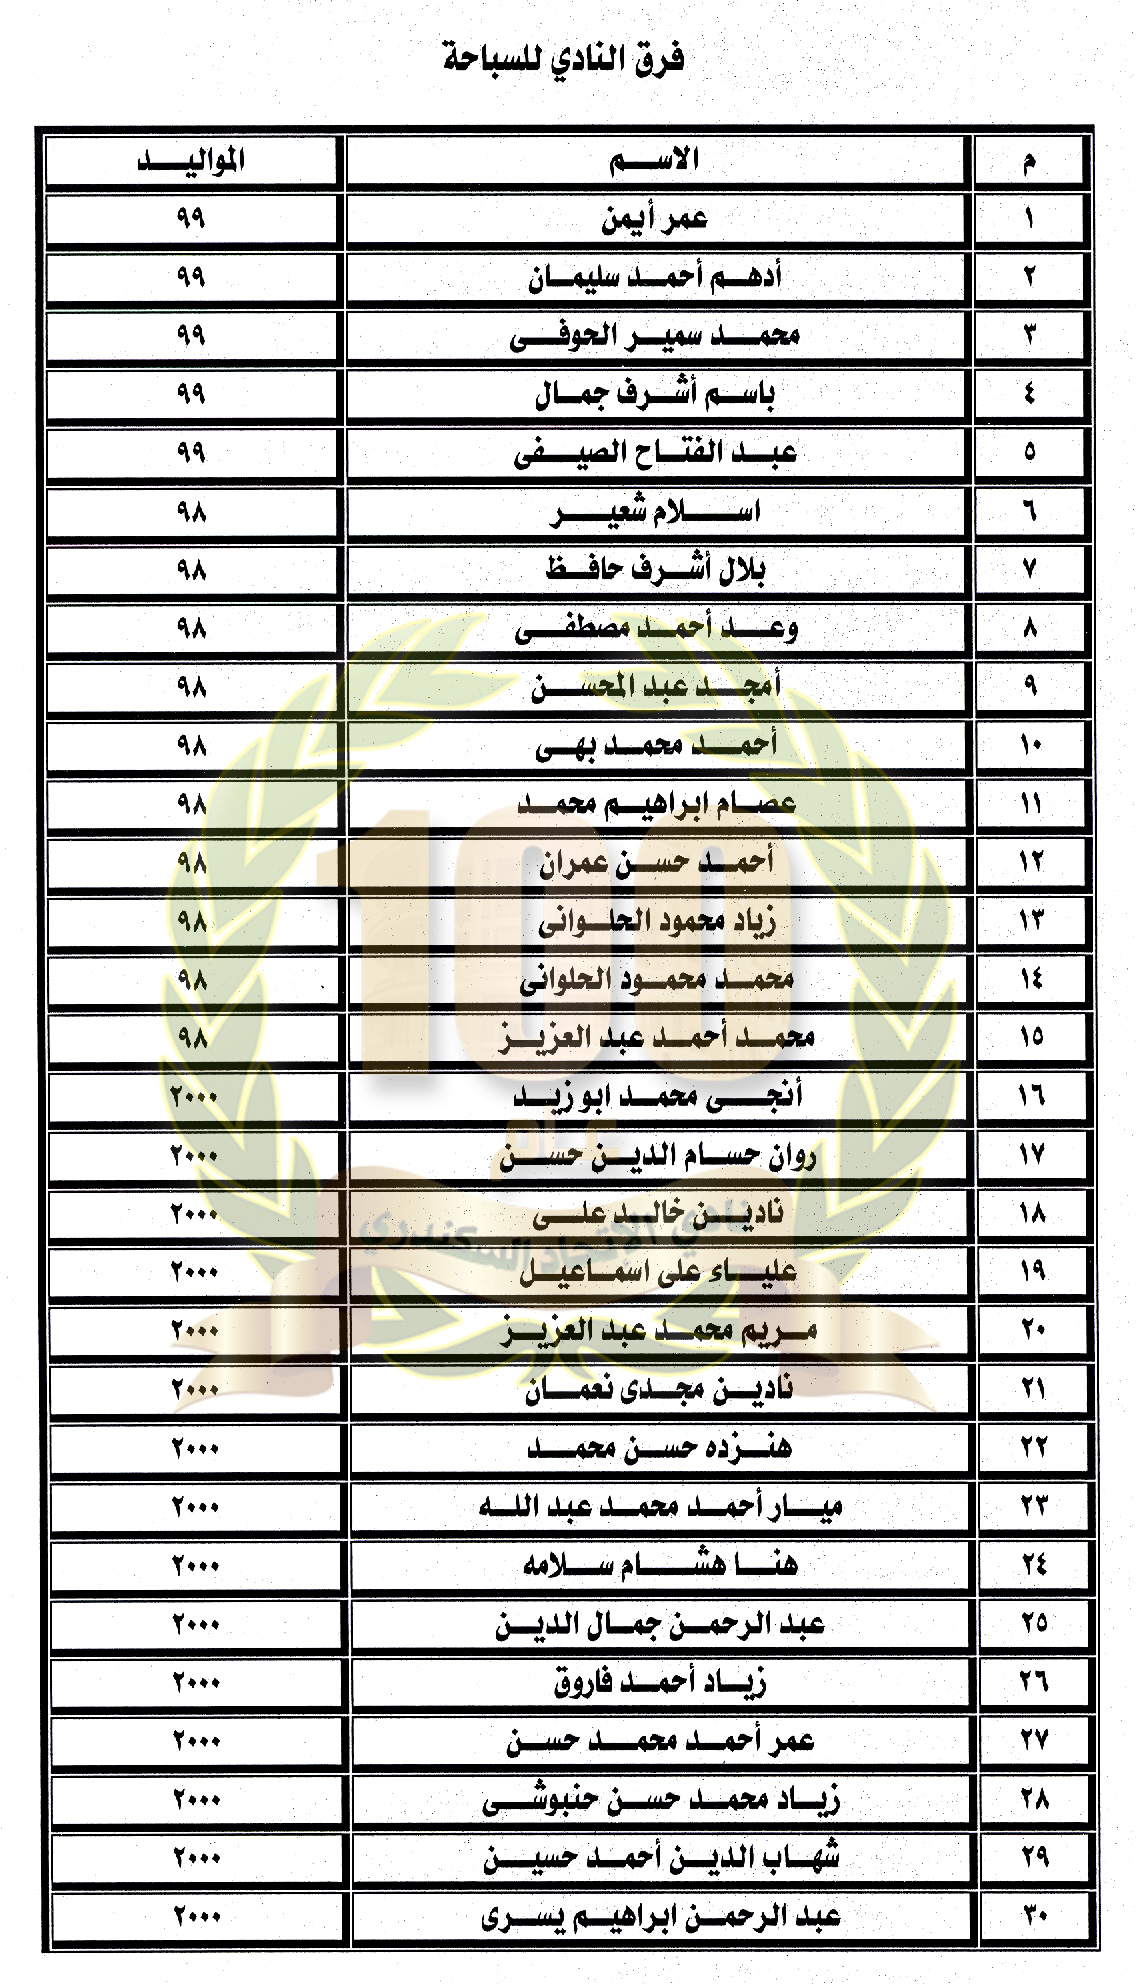 فرق النادي للسباحة
م الاسم المواليد
١ عمر أيمن ٩٩
٢ أدهم أحمد سليمان ٩٩
٣ محمد سمير الحوفى ٩٩
٤ باسم أشرف جمال ٩٩
٥ عبد الفتاح الصيفى ٩٩
٦ اسلام شعير ٩٨
٧ بلال أشرف حافظ ٩٨
٨ وعد أحمد مصطفى ٩٨
٩ أمجد عبد المحسن ٩٨
١٠ أحمد محمد بهى ٩٨
١١ عصام ابراهيم محمد ٩٨
١٢ أحمد حسن عمران ٩٨
١٣ زياد محمود الحلوانى ٩٨
١٤ محمد محمود الحلوانى ٩٨
١٥ محمد أحمد عبد العزيز ٩٨
١٦ أنجى محمد ابو زيد ٢٠٠٠
١٧ روان حسام الدين حسن ٢٠٠٠
١٨ نادين خالد على ٢٠٠٠
١٩ علياء على اسماعيل ٢٠٠٠
٢٠ مريم محمد عبد العزيز ٢٠٠٠
٢١ نادين مجدى نعمان ٢٠٠٠
٢٢ هنزده حسن محمد ٢٠٠٠
٢٣ ميار أحمد محمد عبد الله ٢٠٠٠
٢٤ هنا هشام سلامه ٢٠٠٠
٢٥ عبد الرحمن جمال الدين ٢٠٠٠
٢٦ زياد أحمد فاروق ٢٠٠٠
٢٧ عمر أحمد محمد حسن ٢٠٠٠
٢٨ زياد محمد حسن حنبوشى ٢٠٠٠
٢٩ شهاب الدين أحمد حسين ٢٠٠٠
٣٠ عبد الرحمن ابراهيم يسرى ٢٠٠٠
100
عام
نادي الاتحاد السكندري